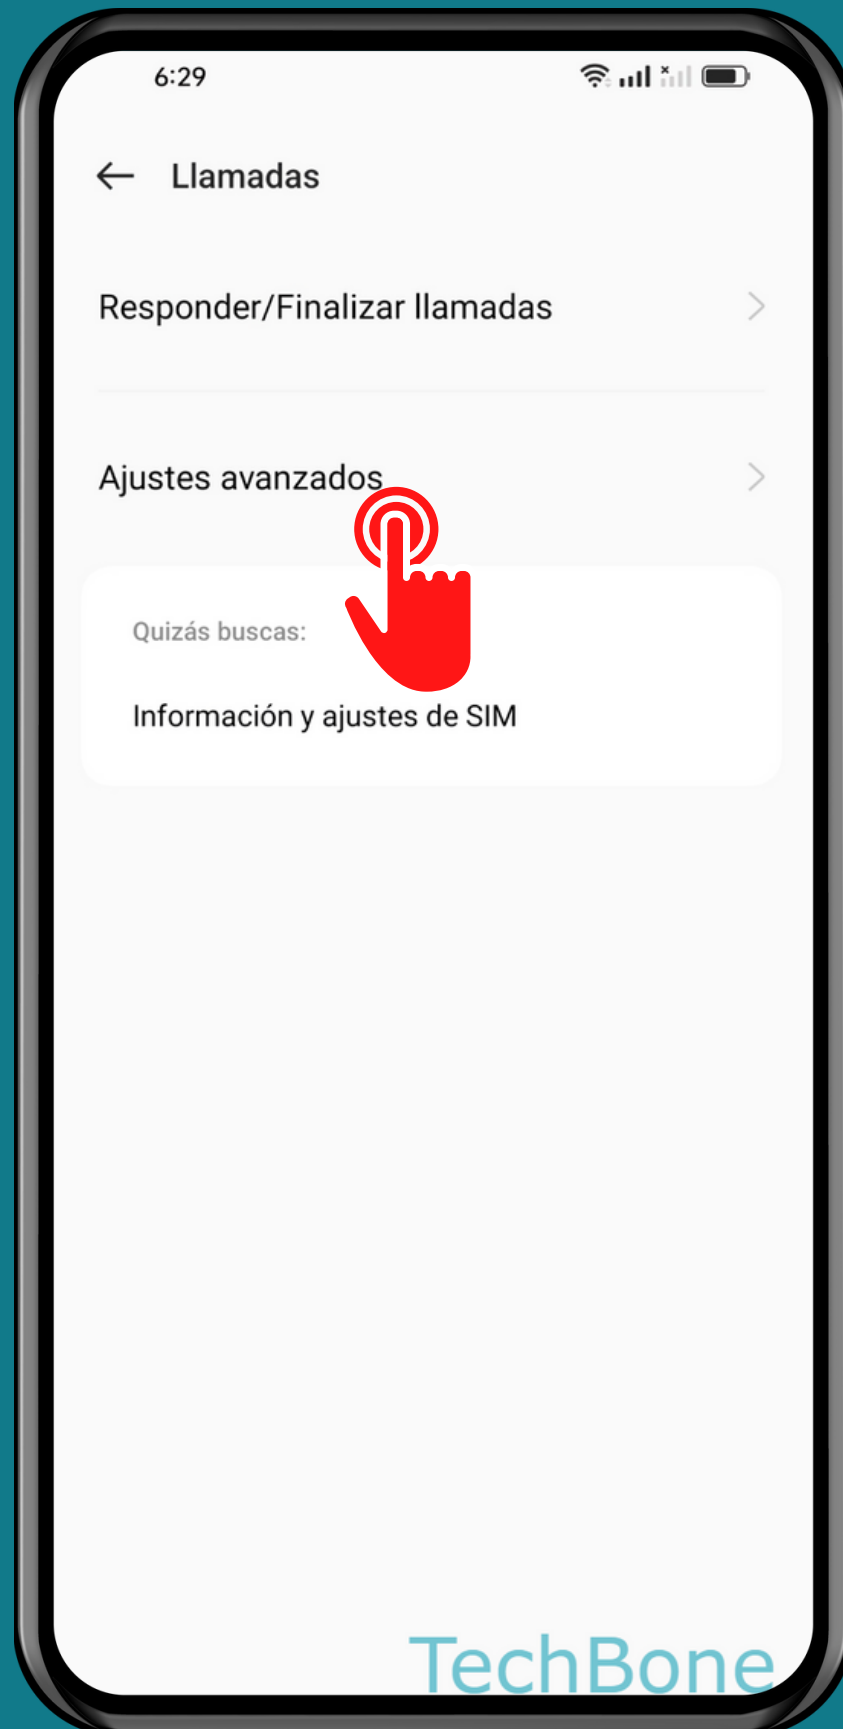 6:29
Llamadas
Responder/Finalizar llamadas
Ajustes avanzados
Quizás buscas:
Información y ajustes de SIM
TechBone